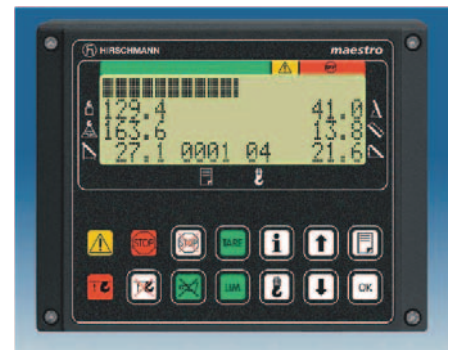 HIRSCHMANN maestro
STOP
129.4 41.0
163.6 13.8
27.1 0001 04 21.6
STOP STOP TARE i
LIM OK